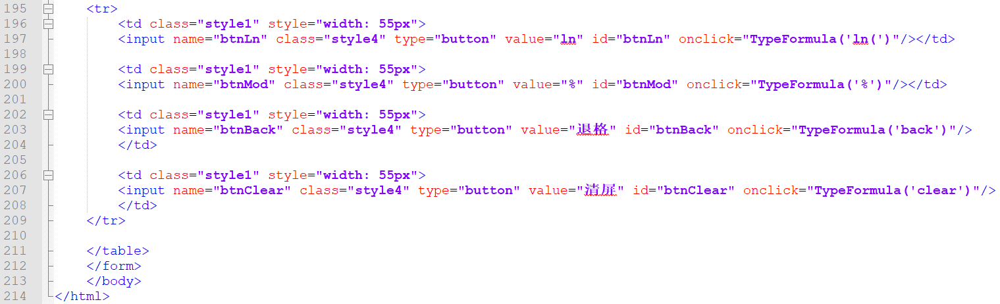 195 <tr>
196 <td class="style1" style="width: 55px">
197 <input name="btnLn" class="style4" type="button" value="ln" id="btnLn" onclick="TypeFormula('ln(')"/></td>
198
199 <td class="style1" style="width: 55px">
200 <input name="btnMod" class="style4" type="button" value="%" id="btnMod" onclick="TypeFormula('%')"/></td>
201
202 <td class="style1" style="width: 55px">
203 <input name="btnBack" class="style4" type="button" value="退格" id="btnBack" onclick="TypeFormula('back')"/>
204 </td>
205
206 <td class="style1" style="width: 55px">
207 <input name="btnClear" class="style4" type="button" value="清屏" id="btnClear" onclick="TypeFormula('clear')"/>
208 </td>
209 </tr>
210
211 </table>
212 </form>
213 </body>
214 </html>